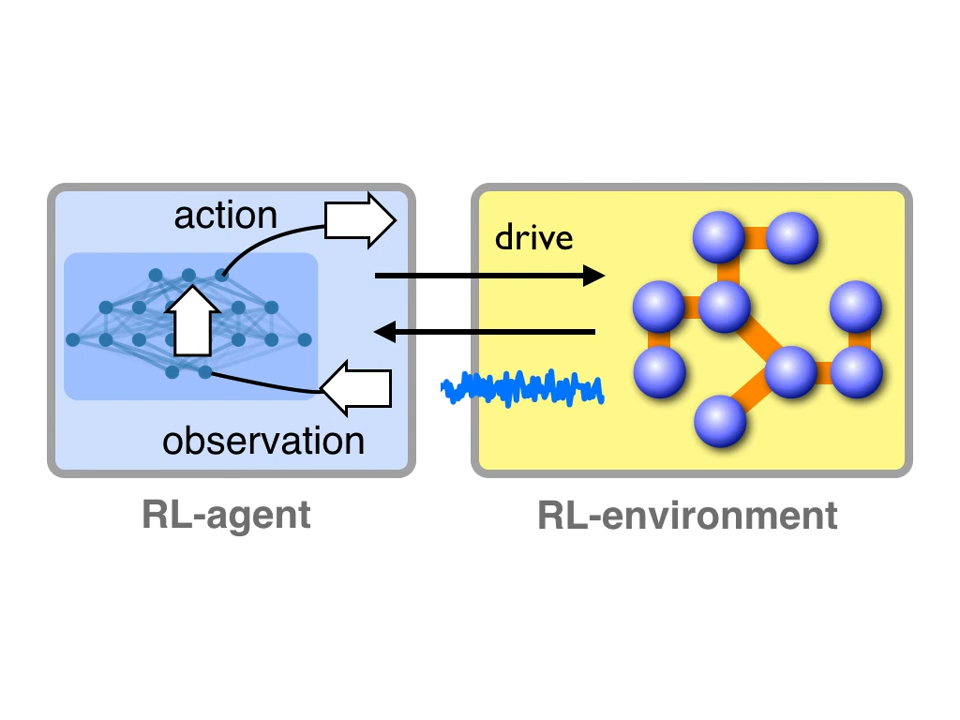 action
drive
observation
RL-agent
RL-environment